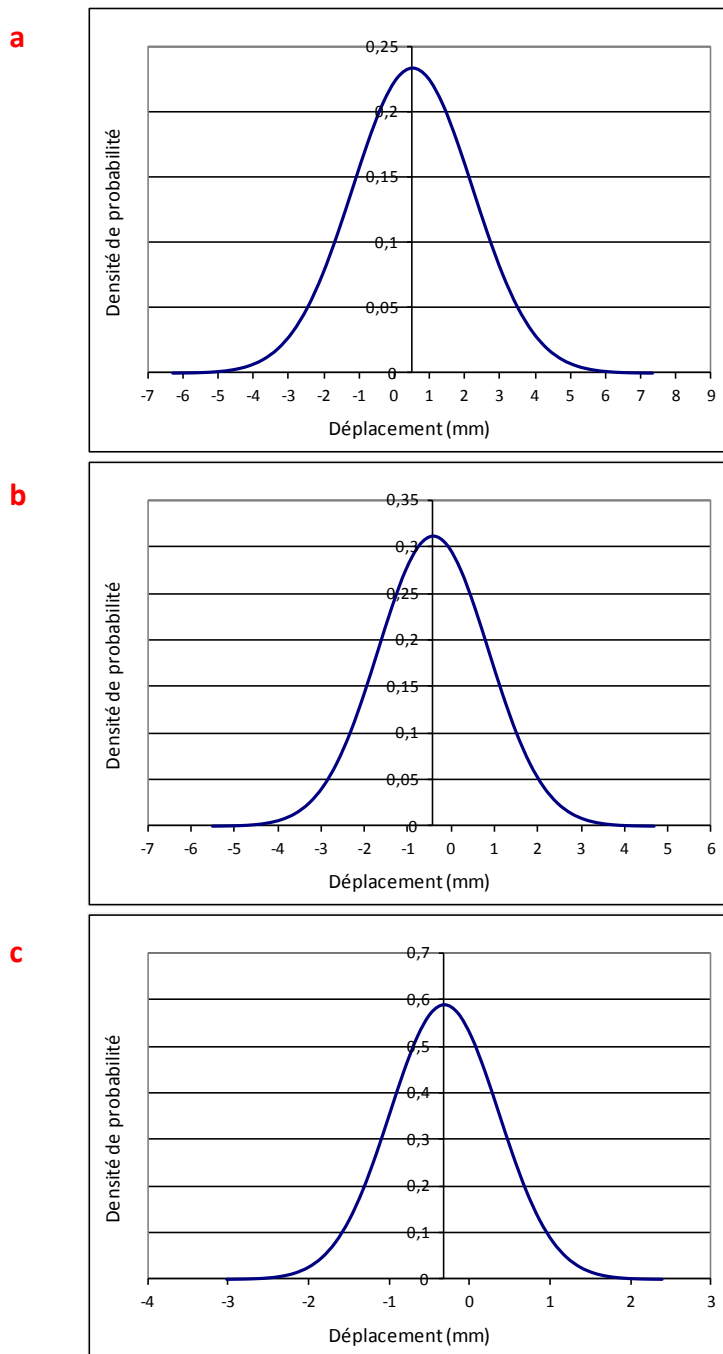 a
0,25
0,2
0,15
0,1
0,05
0
Densité de probabilité
-7 -6 -5 -4 -3 -2 -1 0 1 2 3 4 5 6 7 8 9
Déplacement (mm)
b
0,35
0,3
0,25
0,2
0,15
0,1
0,05
0
Densité de probabilité
-7 -6 -5 -4 -3 -2 -1 0 1 2 3 4 5 6
Déplacement (mm)
c
0,7
0,6
0,5
0,4
0,3
0,2
0,1
0
Densité de probabilité
-4 -3 -2 -1 0 1 2 3
Déplacement (mm)